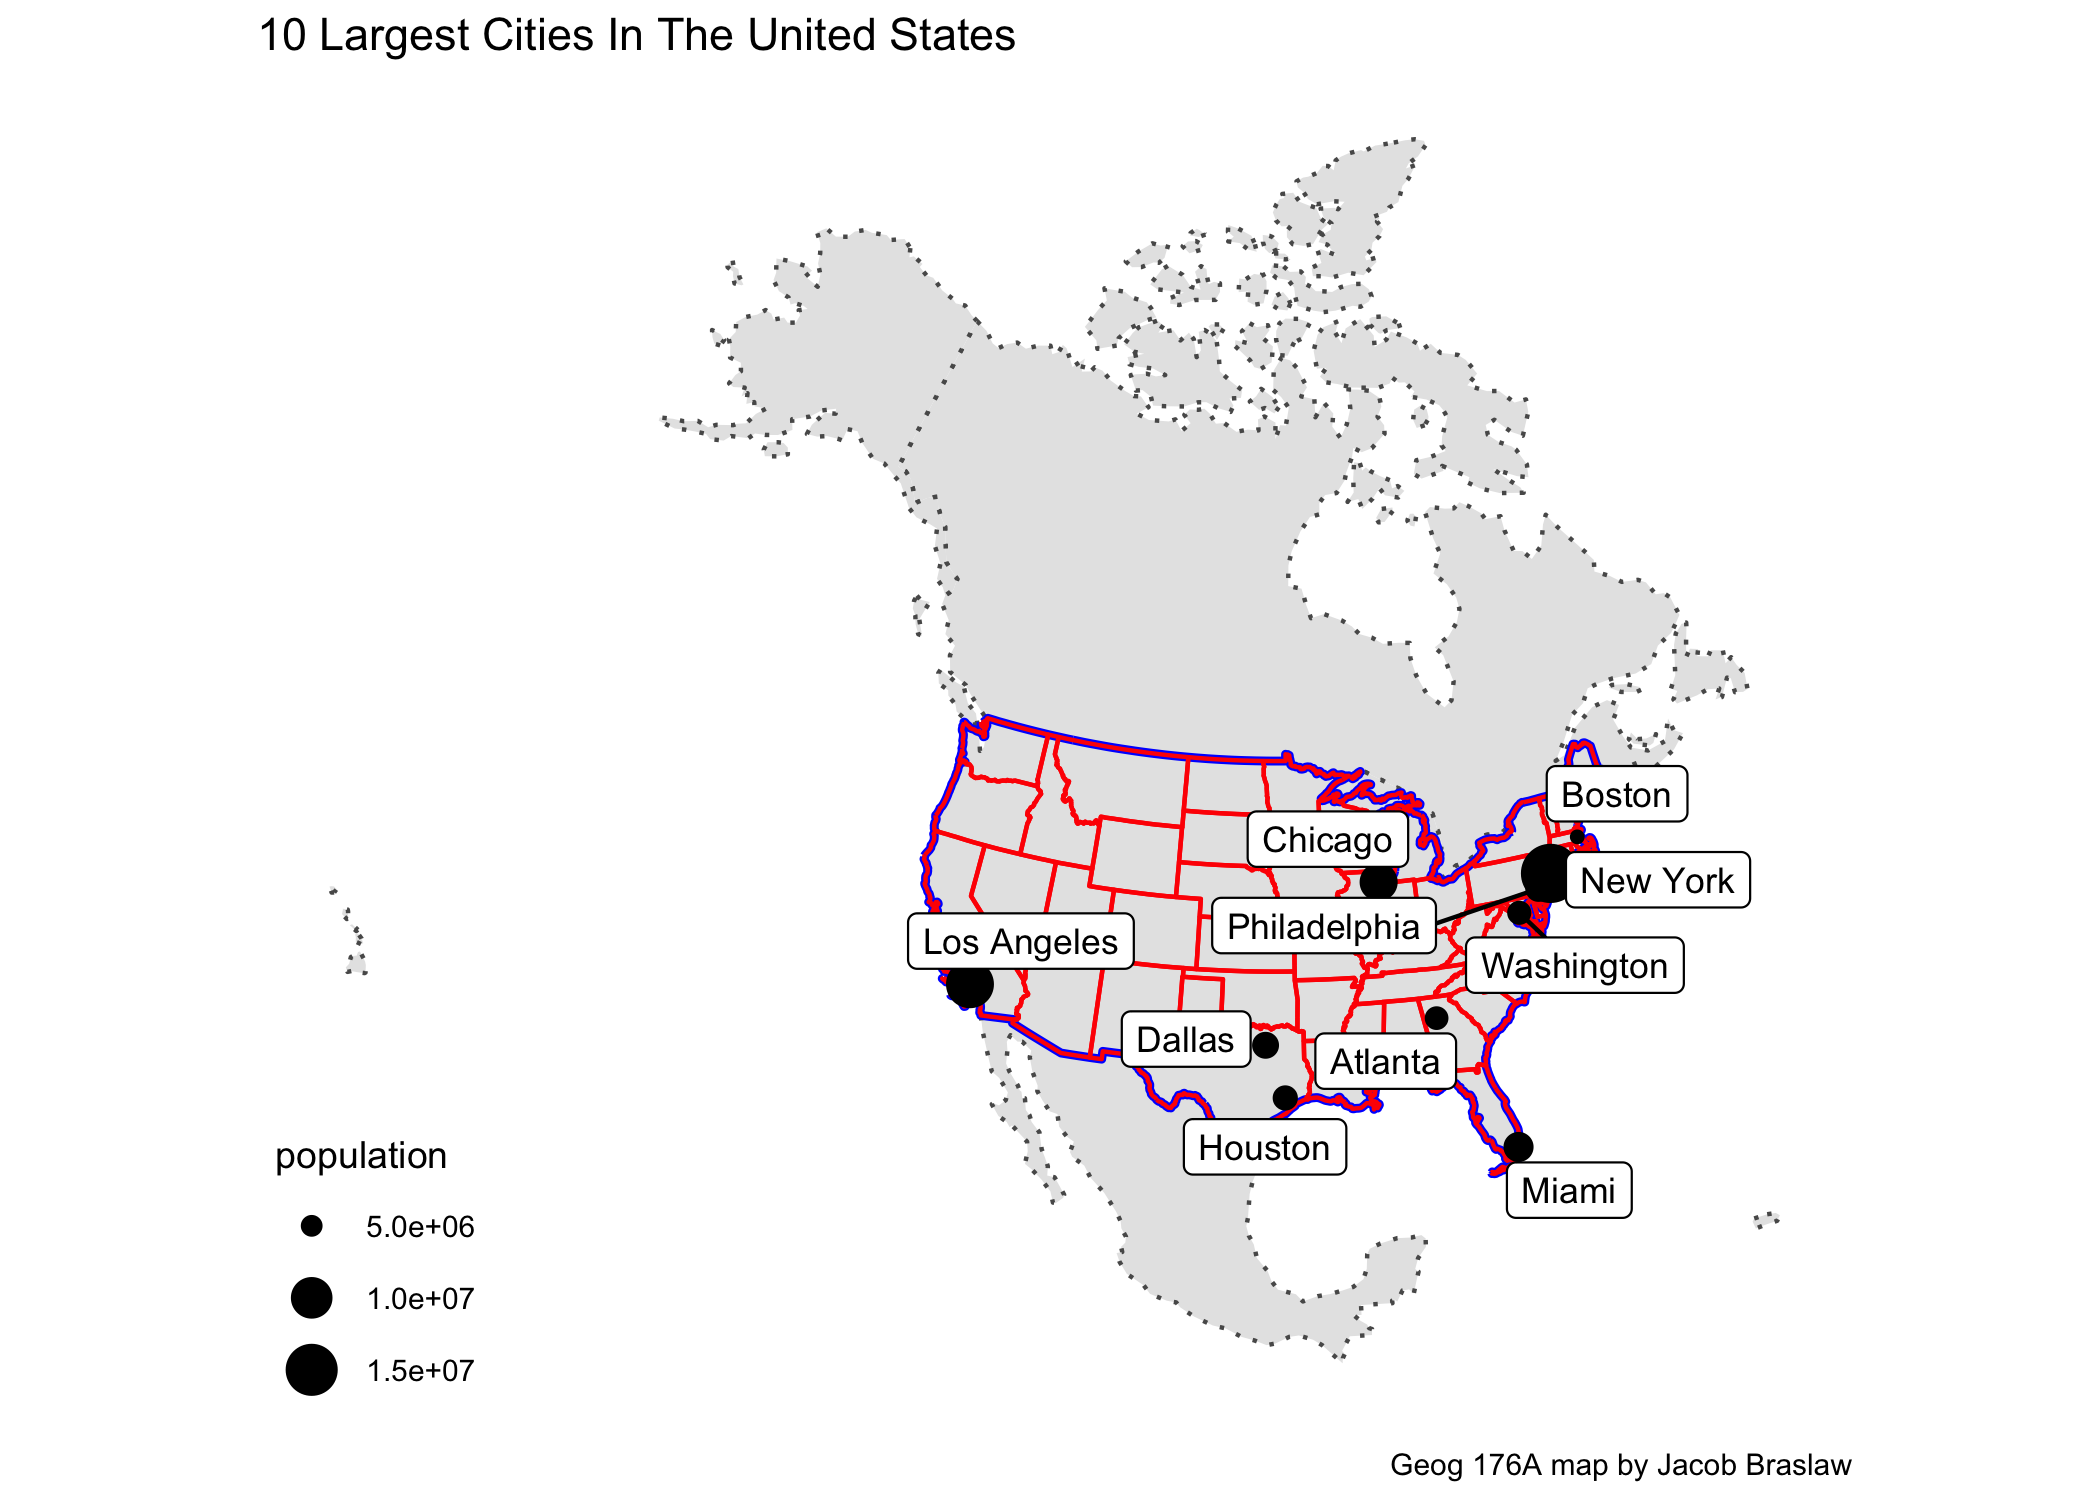 10 Largest Cities In The United States
Boston
Chicago
New York
Philadelphia
Los Angeles
Washington
Dallas
Atlanta
Houston
Miami
population
5.0e+06
1.0e+07
1.5e+07
Geog 176A map by Jacob Braslaw